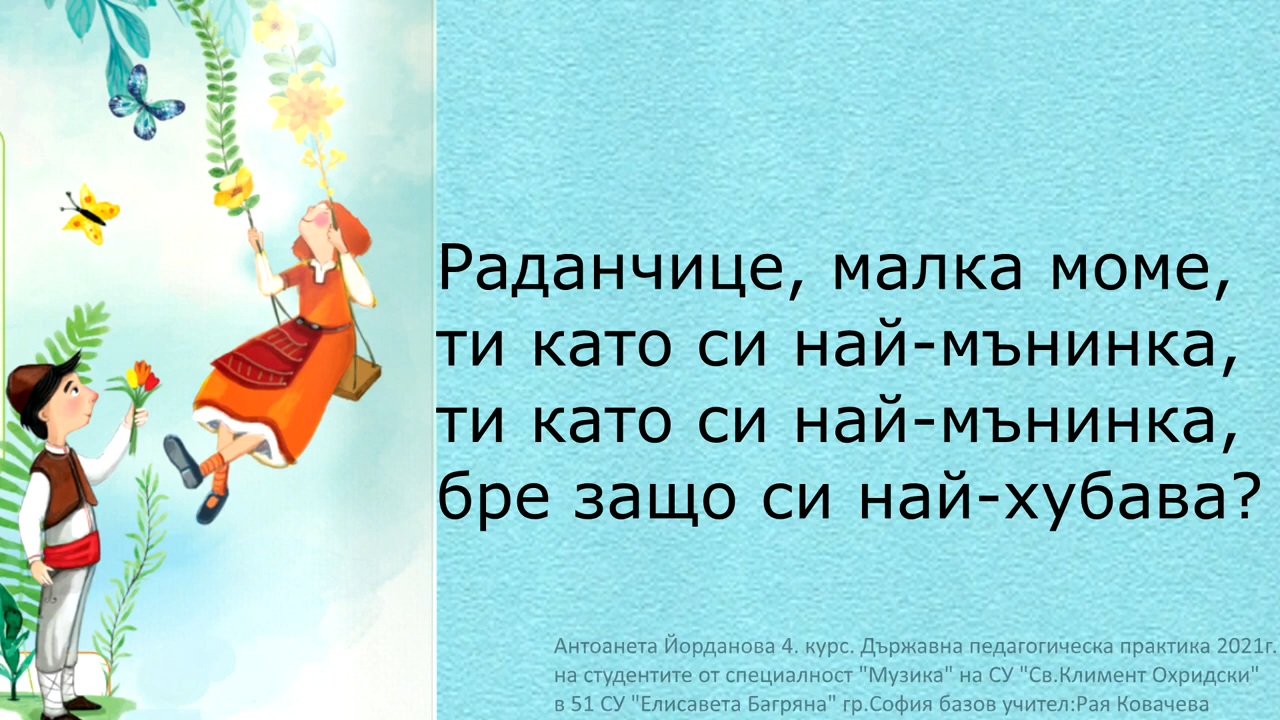 Раданчице, малка моме,
ти като си най-мънинка,
ти като си най-мънинка,
бре защо си най-хубава?
Антоанета Йорданова 4. курс. Държавна педагогическа практика 2021г.
на студентите от специалност "Музика" на СУ "Св.Климент Охридски"
в 51 СУ "Елисавета Багряна" гр.София базов учител:Рая Ковачева